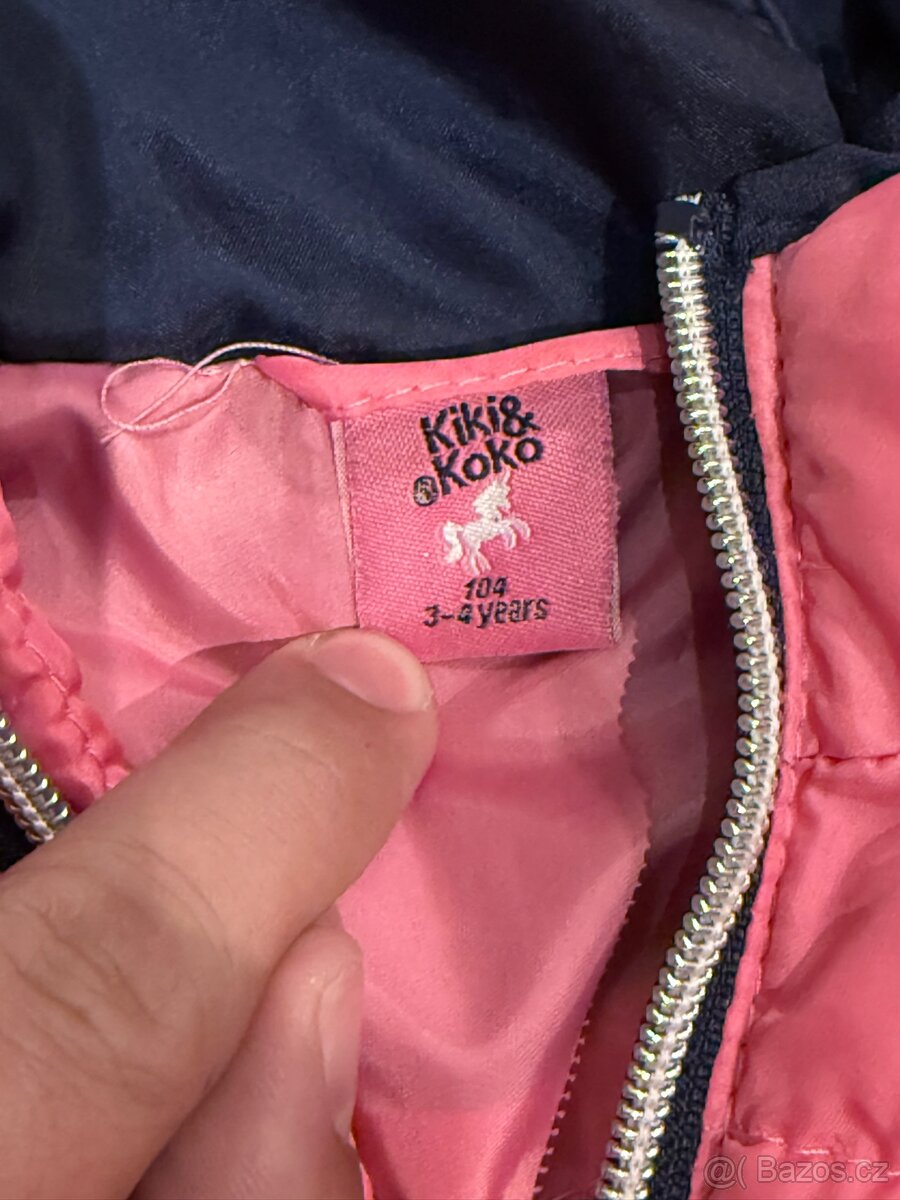 Kiki&
®Koko
104
3-4 years
@( Bazos.cz